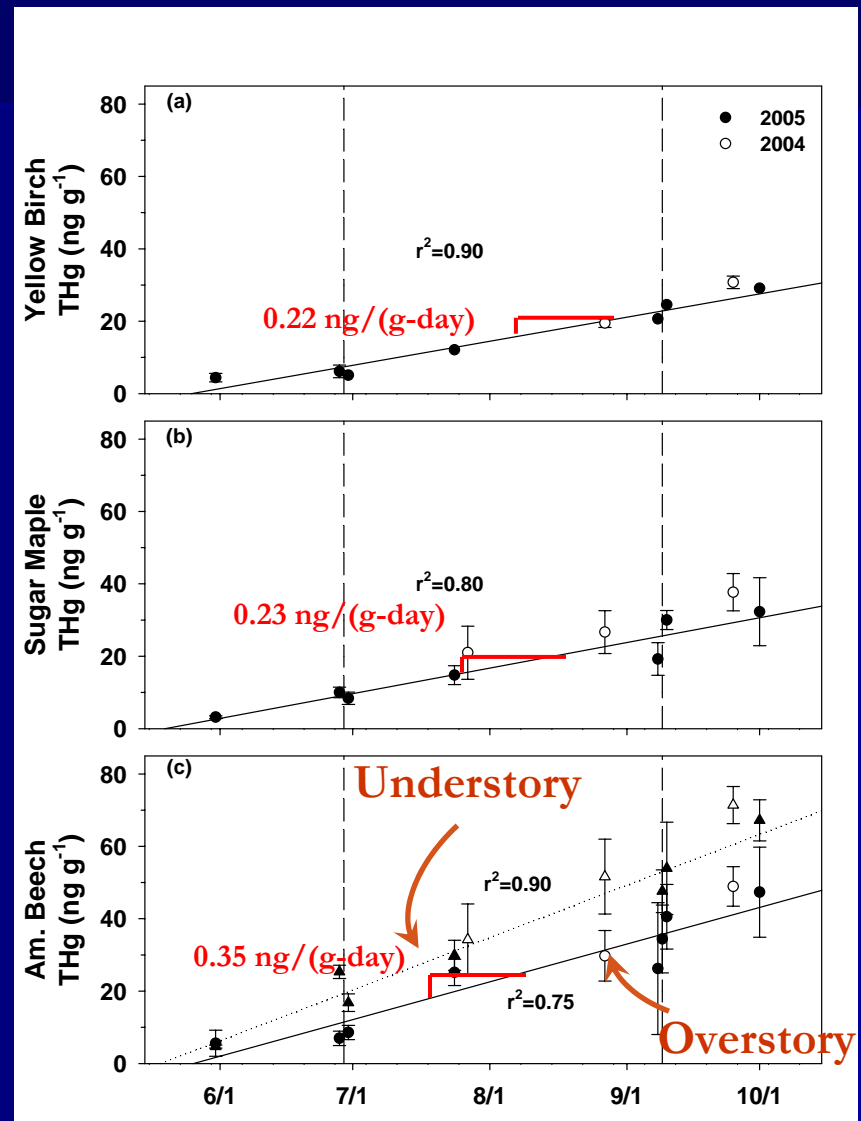 (a)
2005
2004
80
60
40
20
0
Yellow Birch
THg (ng g-1)
r2=0.90
0.22 ng/(g-day)
(b)
80
60
40
20
0
Sugar Maple
THg (ng g-1)
r2=0.80
0.23 ng/(g-day)
(c)
80
60
40
20
0
Am. Beech
THg (ng g-1)
Understory
r2=0.90
0.35 ng/(g-day)
r2=0.75
Overstory
6/1 7/1 8/1 9/1 10/1